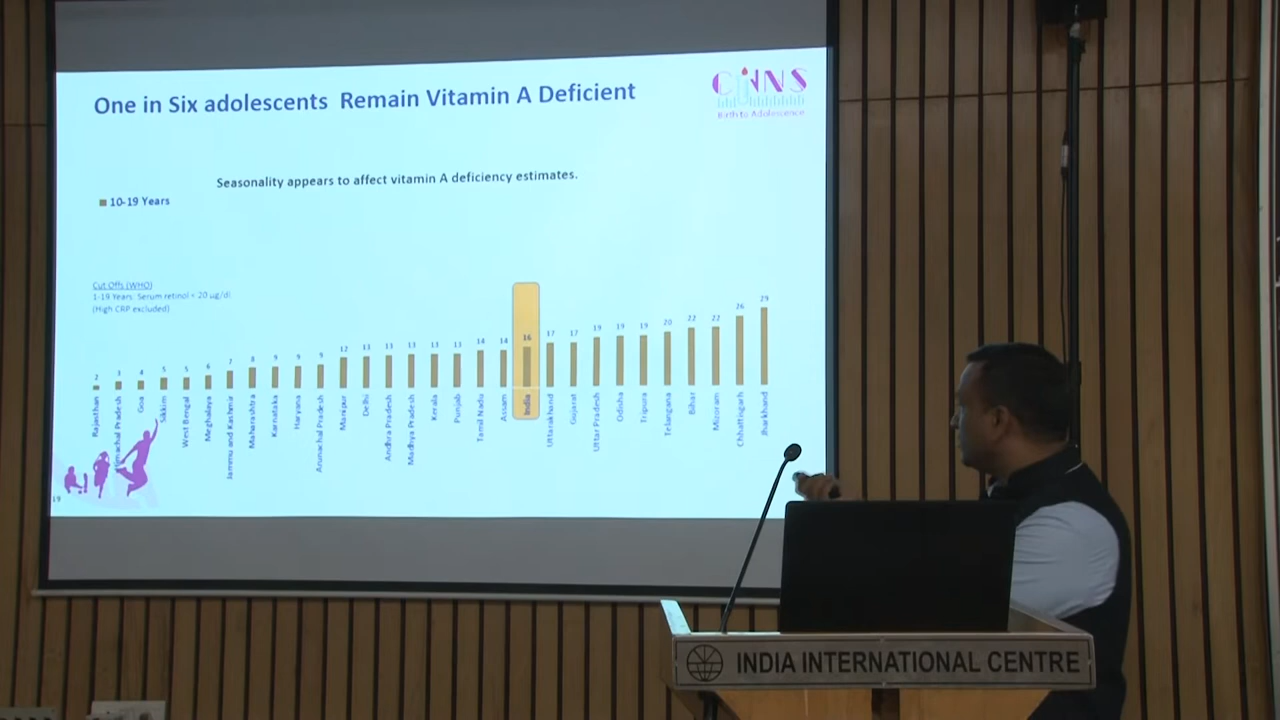 One in Six adolescents Remain Vitamin A Deficient
CNNS
Birth to Adolescence
Seasonality appears to affect vitamin A deficiency estimates.
10-19 Years
Cut Offs (WHO)
1-19 Years: Serum retinol < 20 µg/dl
(High CRP excluded)
2 3 4 5 5 6 7 8 9 9 9 12 13 13 13 13 13 14 14 16 17 17 19 19 19 20 22 22 26 29
Rajasthan
Himachal Pradesh
Goa
Sikkim
West Bengal
Meghalaya
Jammu and Kashmir
Maharashtra
Karnataka
Haryana
Arunachal Pradesh
Manipur
Delhi
Andhra Pradesh
Madhya Pradesh
Kerala
Punjab
Tamil Nadu
Assam
India
Uttarakhand
Gujarat
Uttar Pradesh
Odisha
Tripura
Telangana
Bihar
Mizoram
Chhattisgarh
Jharkhand
19
INDIA INTERNATIONAL CENTRE